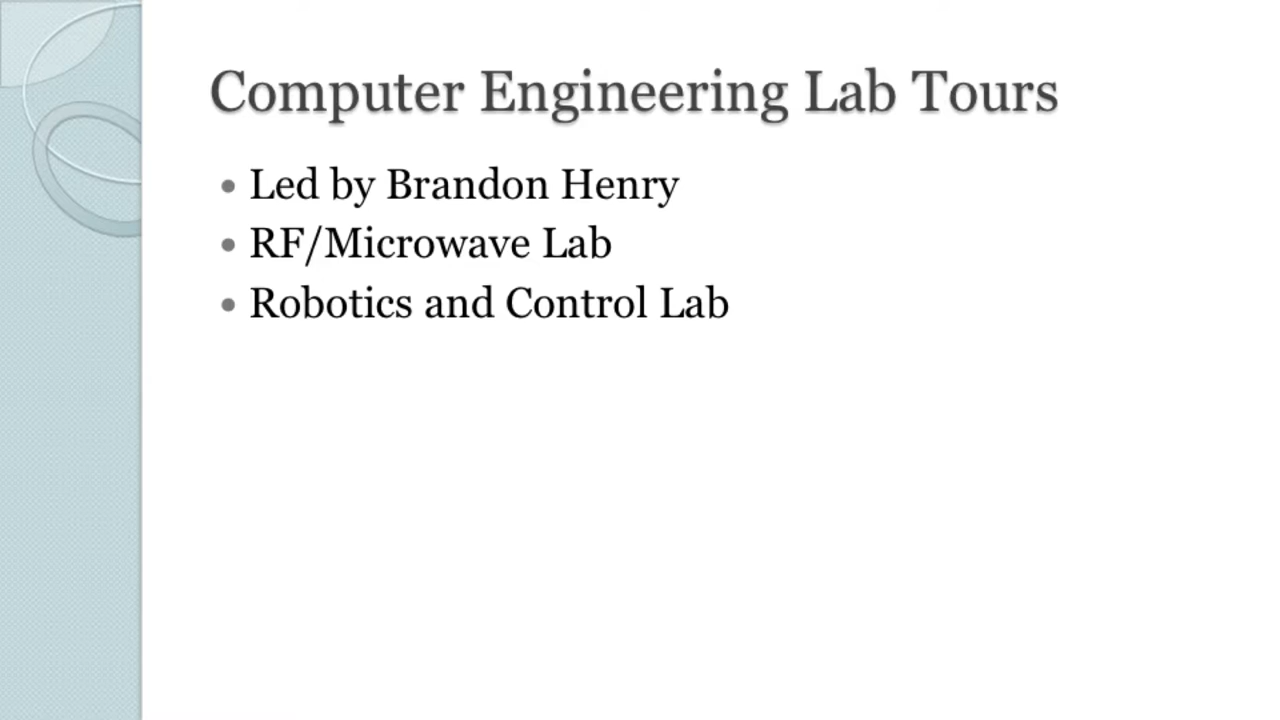 Computer Engineering Lab Tours
• Led by Brandon Henry
• RF/Microwave Lab
• Robotics and Control Lab